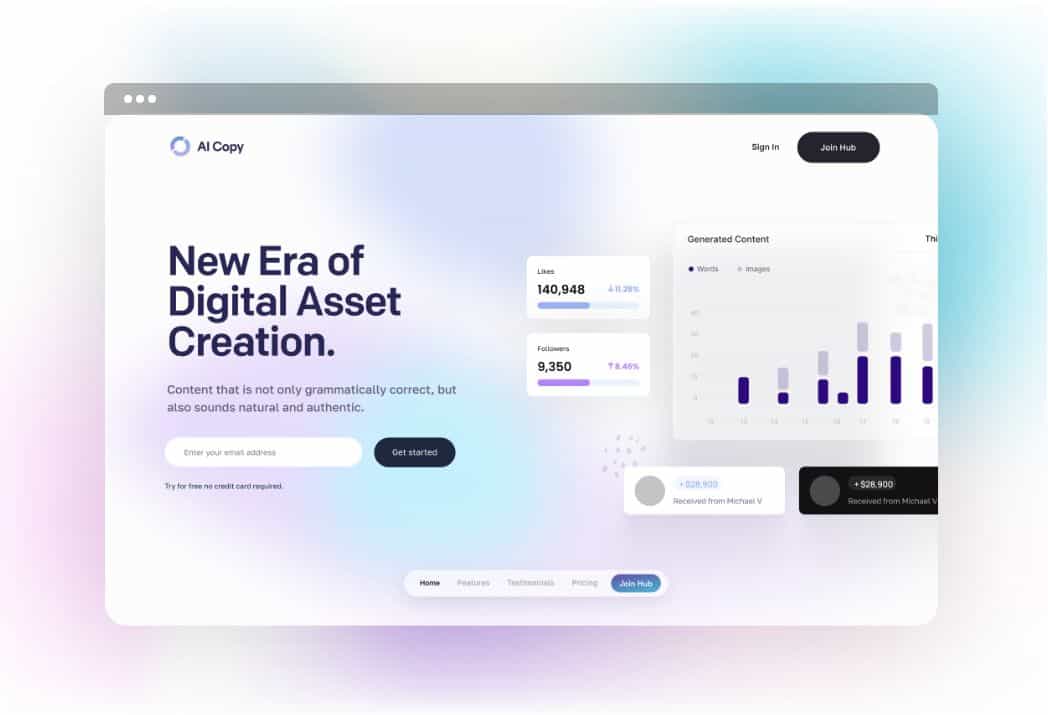 AI Copy
Sign In
Join Hub
New Era of
Digital Asset
Creation.
Content that is not only grammatically correct, but
also sounds natural and authentic.
Enter your email address
Get started
Try for free no credit card required.
Likes
140,948
11.28%
Followers
9,350
8.46%
Generated Content
Thi
Words
Images
+$28,900
Received from Michael V
+$28,900
Received from Michael V
Home
Features
Testimonials
Pricing
Join Hub